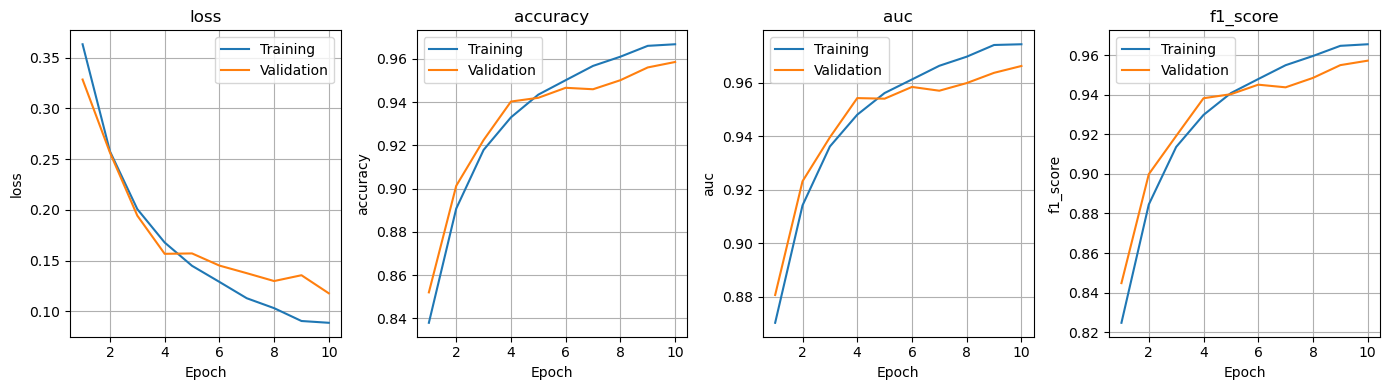 loss
Training
Validation
0.35
0.30
0.25
0.20
0.15
0.10
loss
2 4 6 8 10
Epoch
accuracy
Training
Validation
0.96
0.94
0.92
0.90
0.88
0.86
0.84
accuracy
2 4 6 8 10
Epoch
auc
Training
Validation
0.96
0.94
0.92
0.90
0.88
auc
2 4 6 8 10
Epoch
f1_score
Training
Validation
0.96
0.94
0.92
0.90
0.88
0.86
0.84
0.82
f1_score
2 4 6 8 10
Epoch